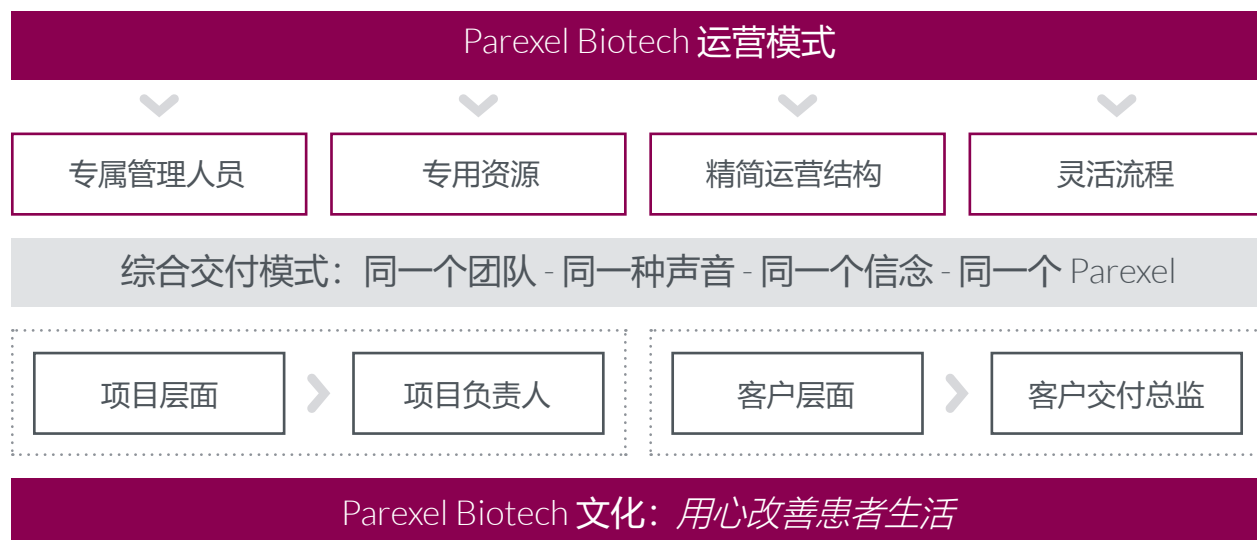 Parexel Biotech 运营模式
专属管理人员
专用资源
精简运营结构
灵活流程
综合交付模式：同一个团队 - 同一种声音 - 同一个信念 - 同一个 Parexel
项目层面
项目负责人
客户层面
客户交付总监
Parexel Biotech 文化：用心改善患者生活